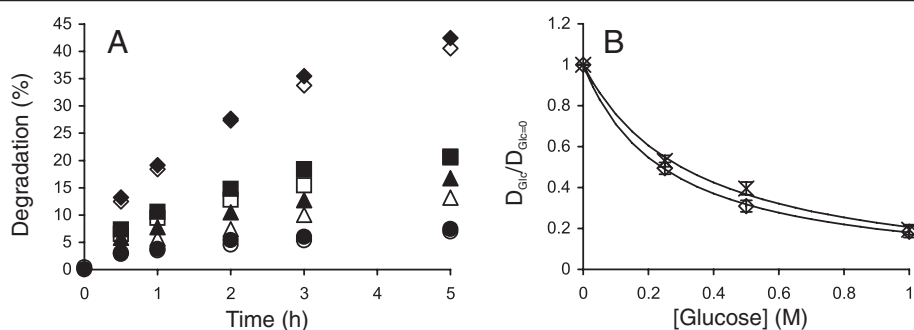 A
Degradation (%)
45
40
35
30
25
20
15
10
5
0
0 1 2 3 4 5
Time (h)
B
D_Glc/D_Glc=0
1.2
1
0.8
0.6
0.4
0.2
0
0 0.2 0.4 0.6 0.8 1
[Glucose] (M)